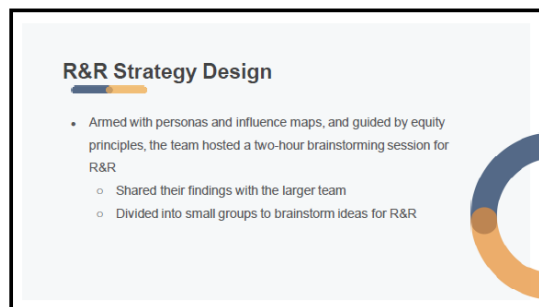 R&R Strategy Design
• Armed with personas and influence maps, and guided by equity
principles, the team hosted a two-hour brainstorming session for
R&R
○ Shared their findings with the larger team
○ Divided into small groups to brainstorm ideas for R&R